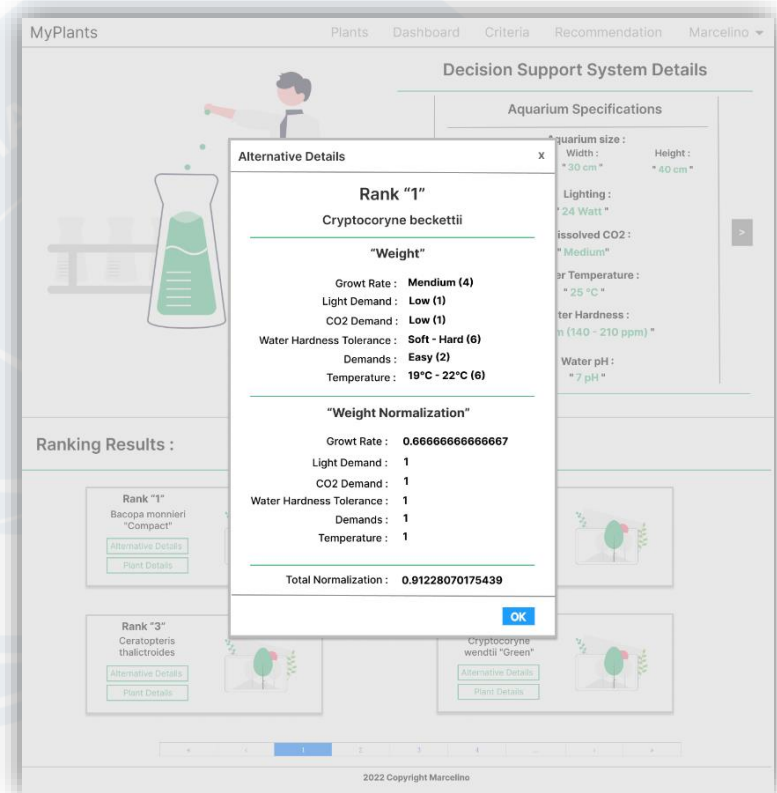 MyPlants
Plants Dashboard Criteria Recommendation Marcelino
Decision Support System Details
Aquarium Specifications
quarium size :
Width : Height :
" 30 cm " " 40 cm "
Lighting :
" 24 Watt "
issolved CO2 :
" Medium"
er Temperature :
" 25 °C "
ter Hardness :
m (140 - 210 ppm) "
Water pH :
" 7 pH "
>
Alternative Details x
Rank "1"
Cryptocoryne beckettii
"Weight"
Growt Rate : Mendium (4)
Light Demand : Low (1)
CO2 Demand : Low (1)
Water Hardness Tolerance : Soft - Hard (6)
Demands : Easy (2)
Temperature : 19°C - 22°C (6)
"Weight Normalization"
Growt Rate : 0.66666666666667
Light Demand : 1
CO2 Demand : 1
Water Hardness Tolerance : 1
Demands : 1
Temperature : 1
Total Normalization : 0.91228070175439
OK
Ranking Results :
Rank "1"
Bacopa monnieri
"Compact"
Alternative Details
Plant Details
Rank "3"
Ceratopteris
thalictroides
Alternative Details
Plant Details
Cryptocoryne
wendtii "Green"
Alternative Details
Plant Details
« ‹ 1 2 3 4 ... › »
2022 Copyright Marcelino